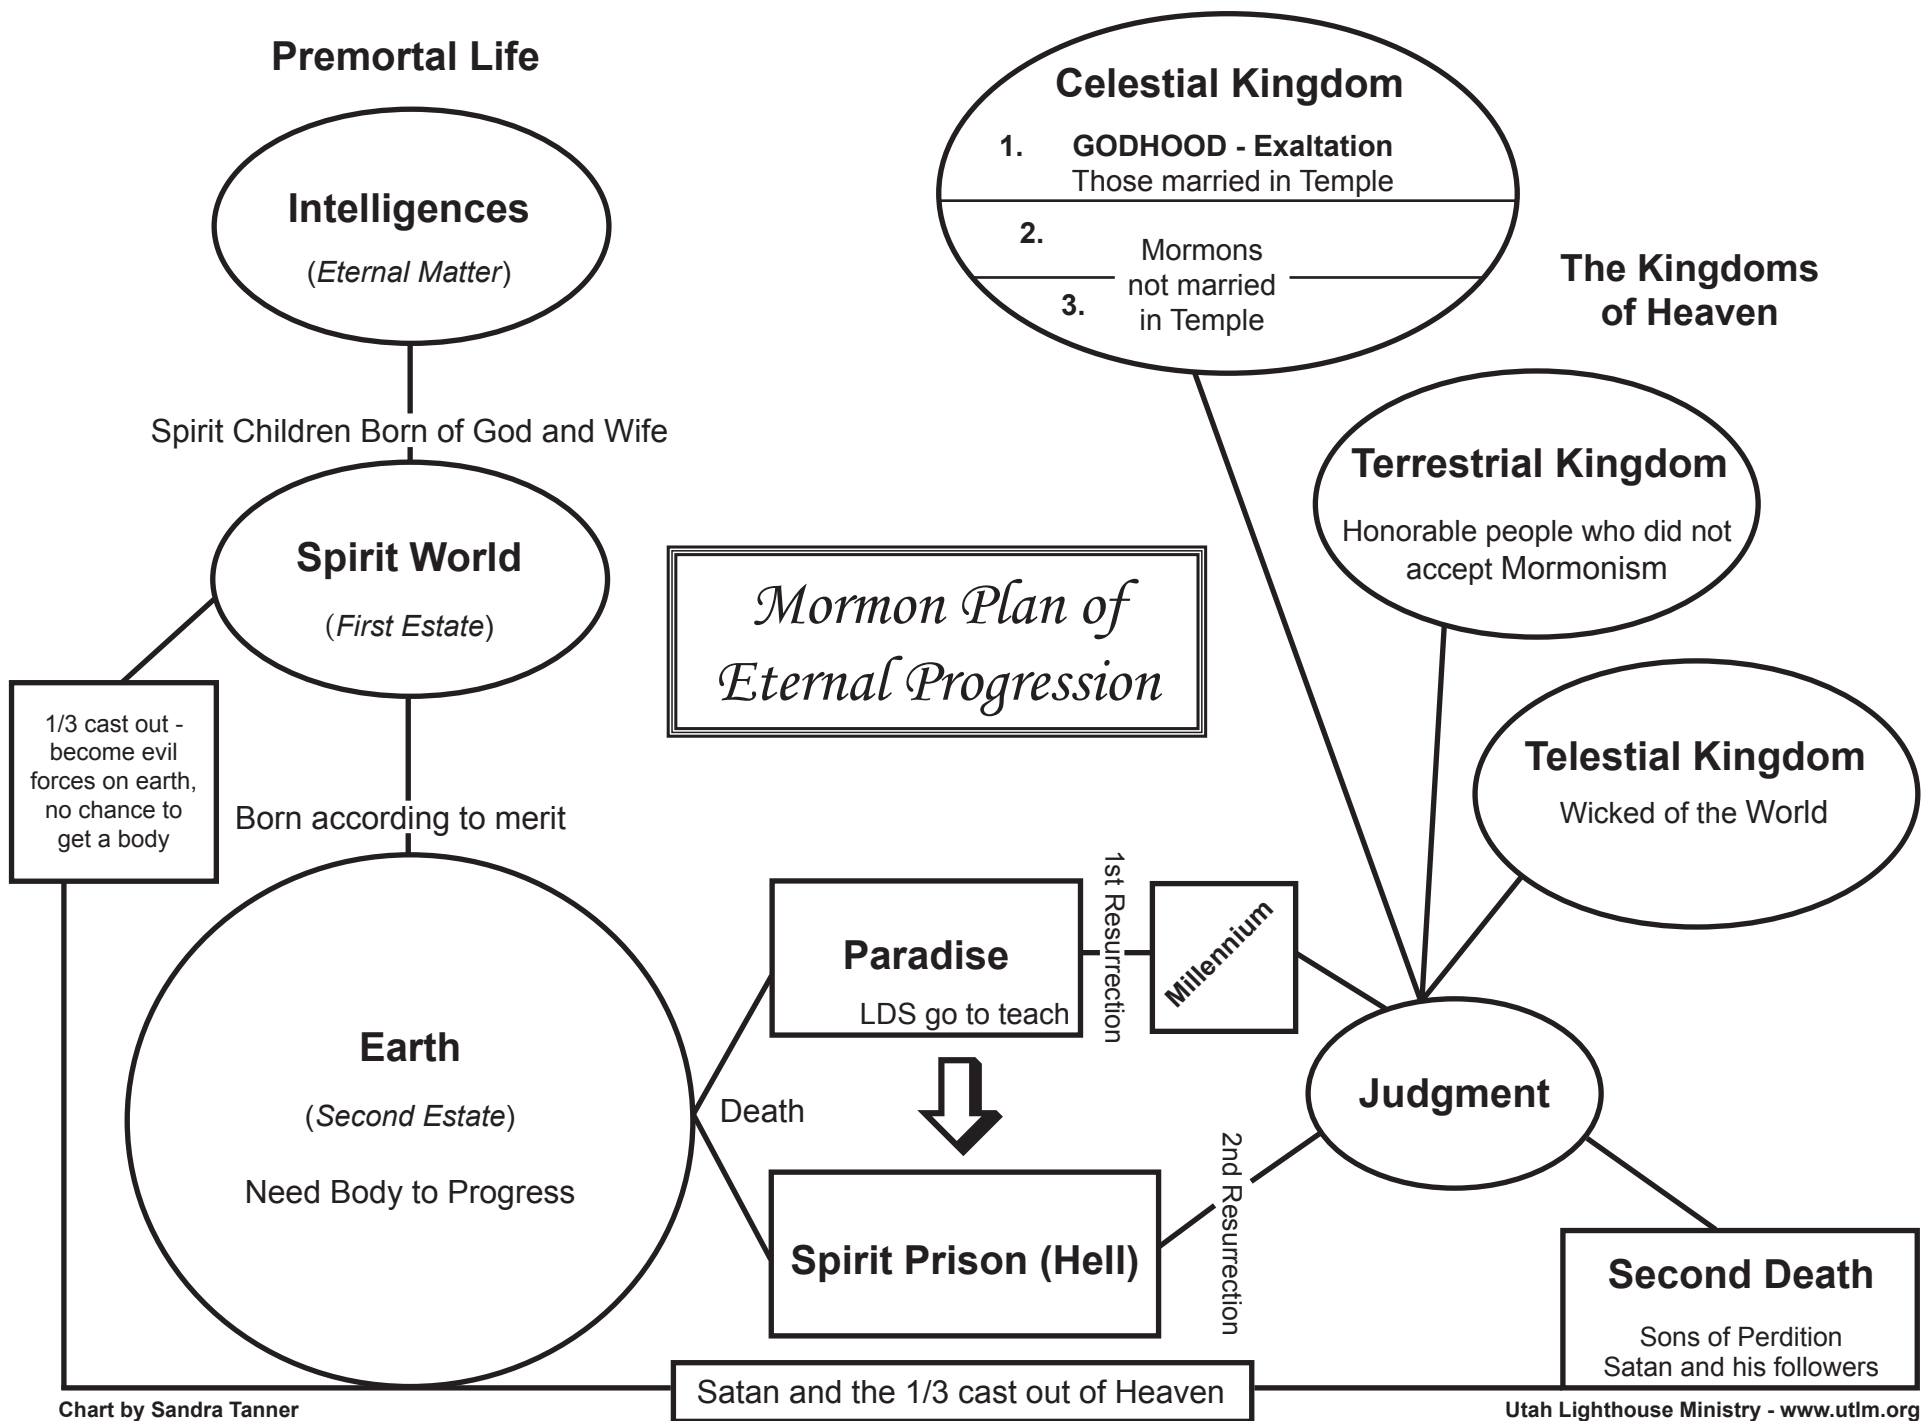 Premortal Life
Intelligences
(Eternal Matter)
Spirit Children Born of God and Wife
Spirit World
(First Estate)
1/3 cast out -
become evil
forces on earth,
no chance to
get a body
Born according to merit
Earth
(Second Estate)
Need Body to Progress
Mormon Plan of
Eternal Progression
Death
Paradise
LDS go to teach
Spirit Prison (Hell)
1st Resurrection
Millennium
2nd Resurrection
Judgment
Celestial Kingdom
1. GODHOOD - Exaltation
Those married in Temple
2.
3.
Mormons
not married
in Temple
The Kingdoms
of Heaven
Terrestrial Kingdom
Honorable people who did not
accept Mormonism
Telestial Kingdom
Wicked of the World
Second Death
Sons of Perdition
Satan and his followers
Satan and the 1/3 cast out of Heaven
Chart by Sandra Tanner
Utah Lighthouse Ministry - www.utlm.org